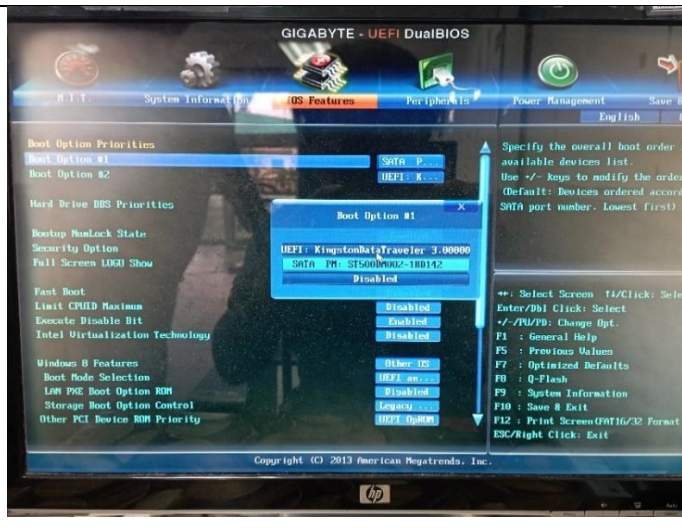 GIGABYTE - UEFI DualBIOS
M.I.T. System Information BIOS Features Peripherals Power Management Save &
English
Boot Option Priorities
Boot Option #1 SATA P...
Boot Option #2 UEFI: K...
Hard Drive BBS Priorities
Bootup NumLock State
Security Option
Full Screen LOGO Show
Fast Boot
Limit CPUID Maximum Disabled
Execute Disable Bit Enabled
Intel Virtualization Technology Disabled
Windows 8 Features Other OS
Boot Mode Selection UEFI an...
LAN PXE Boot Option ROM Disabled
Storage Boot Option Control Legacy ...
Other PCI Device ROM Priority UEFI OpROM
Boot Option #1 X
UEFI: KingstonDataTraveler 3.00000
SATA PM: ST500DM002-1BD142
Disabled
Specify the overall boot order
available devices list.
Use +/- keys to modify the order
(Default: Devices ordered accord
SATA port number. Lowest first)
↔: Select Screen ↑↓/Click: Sele
Enter/Dbl Click: Select
+/-/PU/PD: Change Opt.
F1 : General Help
F5 : Previous Values
F7 : Optimized Defaults
F8 : Q-Flash
F9 : System Information
F10 : Save & Exit
F12 : Print Screen(FAT16/32 Format
ESC/Right Click: Exit
Copyright (C) 2013 American Megatrends, Inc.
hp
Auto